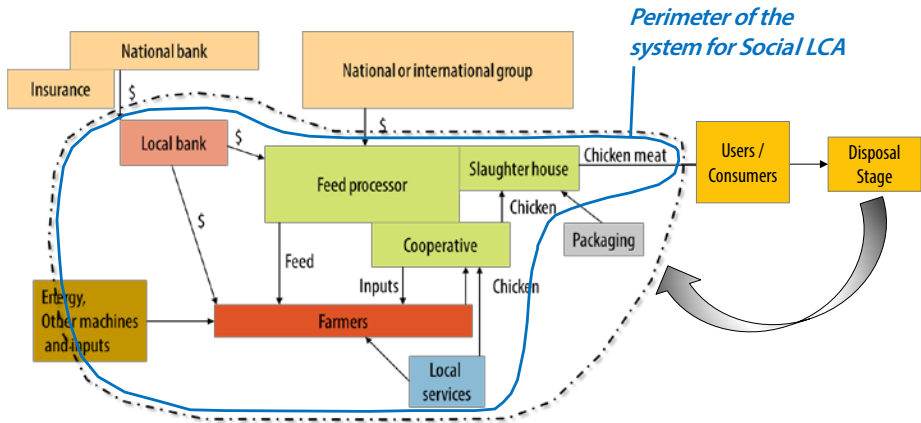 Perimeter of the
system for Social LCA
National bank
Insurance
National or international group
$
$
Local bank
$
Feed processor
Slaughter house
Chicken meat
Users /
Consumers
Disposal
Stage
Chicken
$
Cooperative
Packaging
Feed
Inputs
Chicken
Energy,
Other machines
and inputs
Farmers
Local
services